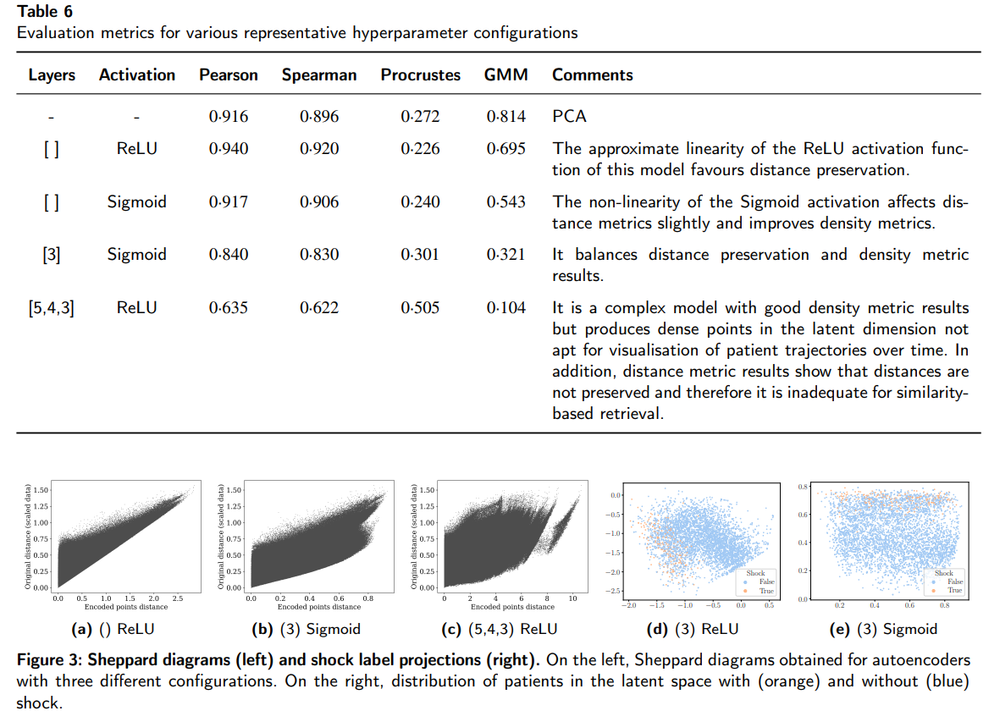 Table 6
Evaluation metrics for various representative hyperparameter configurations
Layers Activation Pearson Spearman Procrustes GMM Comments
- - 0·916 0·896 0·272 0·814 PCA
[ ] ReLU 0·940 0·920 0·226 0·695 The approximate linearity of the ReLU activation func-
tion of this model favours distance preservation.
[ ] Sigmoid 0·917 0·906 0·240 0·543 The non-linearity of the Sigmoid activation affects dis-
tance metrics slightly and improves density metrics.
[3] Sigmoid 0·840 0·830 0·301 0·321 It balances distance preservation and density metric
results.
[5,4,3] ReLU 0·635 0·622 0·505 0·104 It is a complex model with good density metric results
but produces dense points in the latent dimension not
apt for visualisation of patient trajectories over time. In
addition, distance metric results show that distances are
not preserved and therefore it is inadequate for similarity-
based retrieval.
Original distance (scaled data)
1.50
1.25
1.00
0.75
0.50
0.25
0.00
0.0 0.5 1.0 1.5 2.0 2.5
Encoded points distance
(a) () ReLU
Original distance (scaled data)
1.50
1.25
1.00
0.75
0.50
0.25
0.00
0.0 0.2 0.4 0.6 0.8
Encoded points distance
(b) (3) Sigmoid
Original distance (scaled data)
1.50
1.25
1.00
0.75
0.50
0.25
0.00
0 2 4 6 8 10
Encoded points distance
(c) (5,4,3) ReLU
0.0
−0.5
−1.0
−1.5
−2.0
−2.5
Shock
False
True
−2.0 −1.5 −1.0 −0.5 0.0 0.5
(d) (3) ReLU
0.8
0.6
0.4
0.2
0.0
Shock
False
True
0.2 0.4 0.6 0.8
(e) (3) Sigmoid
Figure 3: Sheppard diagrams (left) and shock label projections (right). On the left, Sheppard diagrams obtained for autoencoders
with three different configurations. On the right, distribution of patients in the latent space with (orange) and without (blue)
shock.